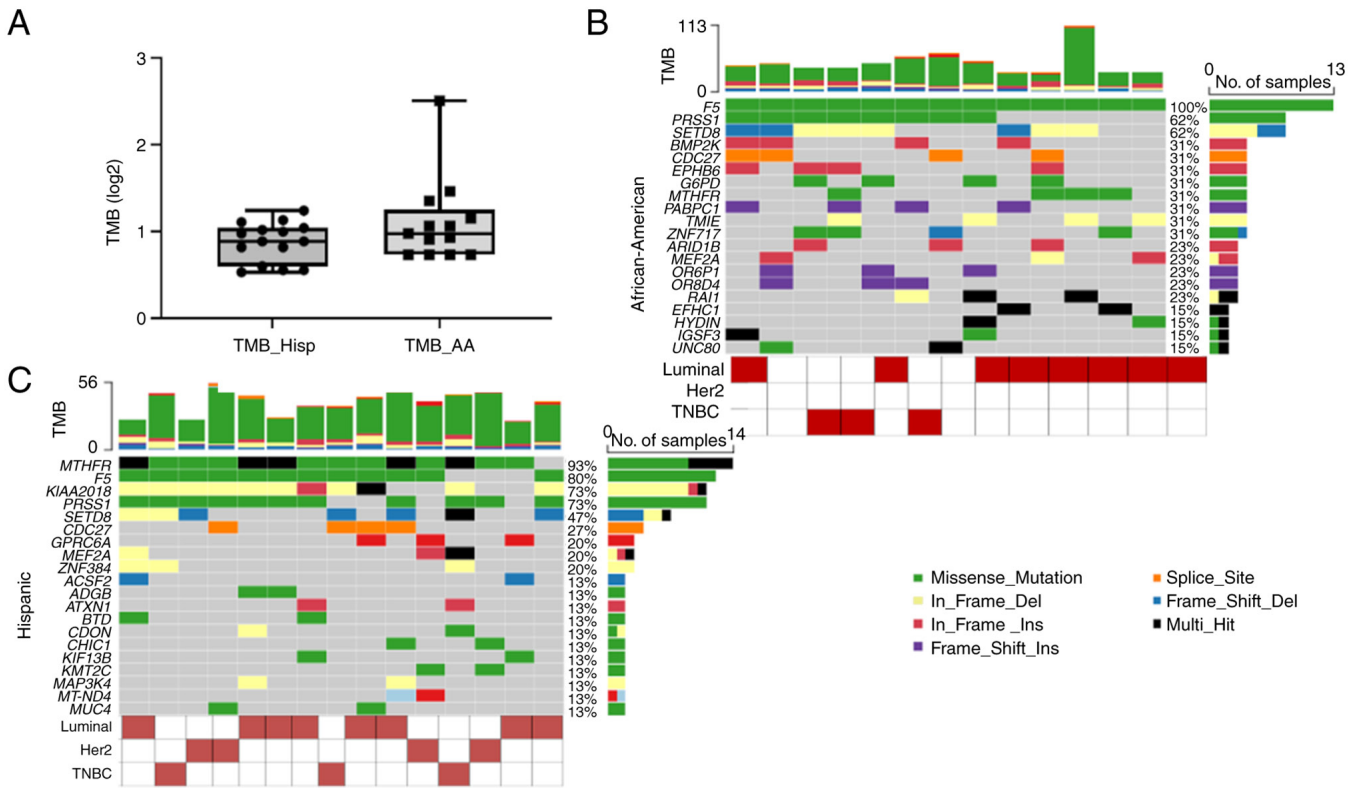 A
3
2
1
0
TMB (log2)
TMB_Hisp
TMB_AA
B
113
0
TMB
0
13
No. of samples
African-American
F5 100%
PRSS1 62%
SETD8 62%
BMP2K 31%
CDC27 31%
EPHB6 31%
G6PD 31%
MTHFR 31%
PABPC1 31%
TMIE 31%
ZNF717 31%
ARID1B 23%
MEF2A 23%
OR6P1 23%
OR8D4 23%
RAI1 23%
EFHC1 15%
HYDIN 15%
IGSF3 15%
UNC80 15%
Luminal
Her2
TNBC
C
56
0
TMB
0
14
No. of samples
Hispanic
MTHFR 93%
F5 80%
KIAA2018 73%
PRSS1 73%
SETD8 47%
CDC27 27%
GPRC6A 20%
MEF2A 20%
ZNF384 20%
ACSF2 13%
ADGB 13%
ATXN1 13%
BTD 13%
CDON 13%
CHIC1 13%
KIF13B 13%
KMT2C 13%
MAP3K4 13%
MT-ND4 13%
MUC4 13%
Luminal
Her2
TNBC
Missense_Mutation
In_Frame_Del
In_Frame _Ins
Frame_Shift_Ins
Splice_Site
Frame_Shift_Del
Multi_Hit